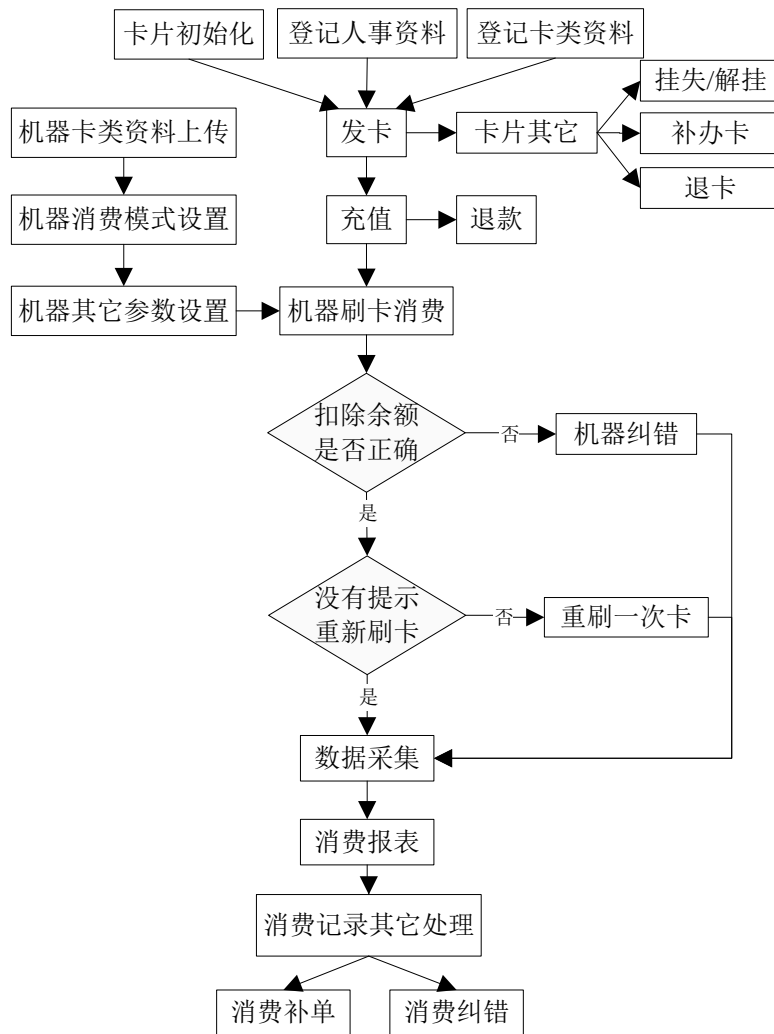 卡片初始化
登记人事资料
登记卡类资料
挂失/解挂
机器卡类资料上传
发卡
卡片其它
补办卡
退卡
机器消费模式设置
充值
退款
机器其它参数设置
机器刷卡消费
扣除余额
是否正确
否
机器纠错
是
没有提示
重新刷卡
否
重刷一次卡
是
数据采集
消费报表
消费记录其它处理
消费补单
消费纠错